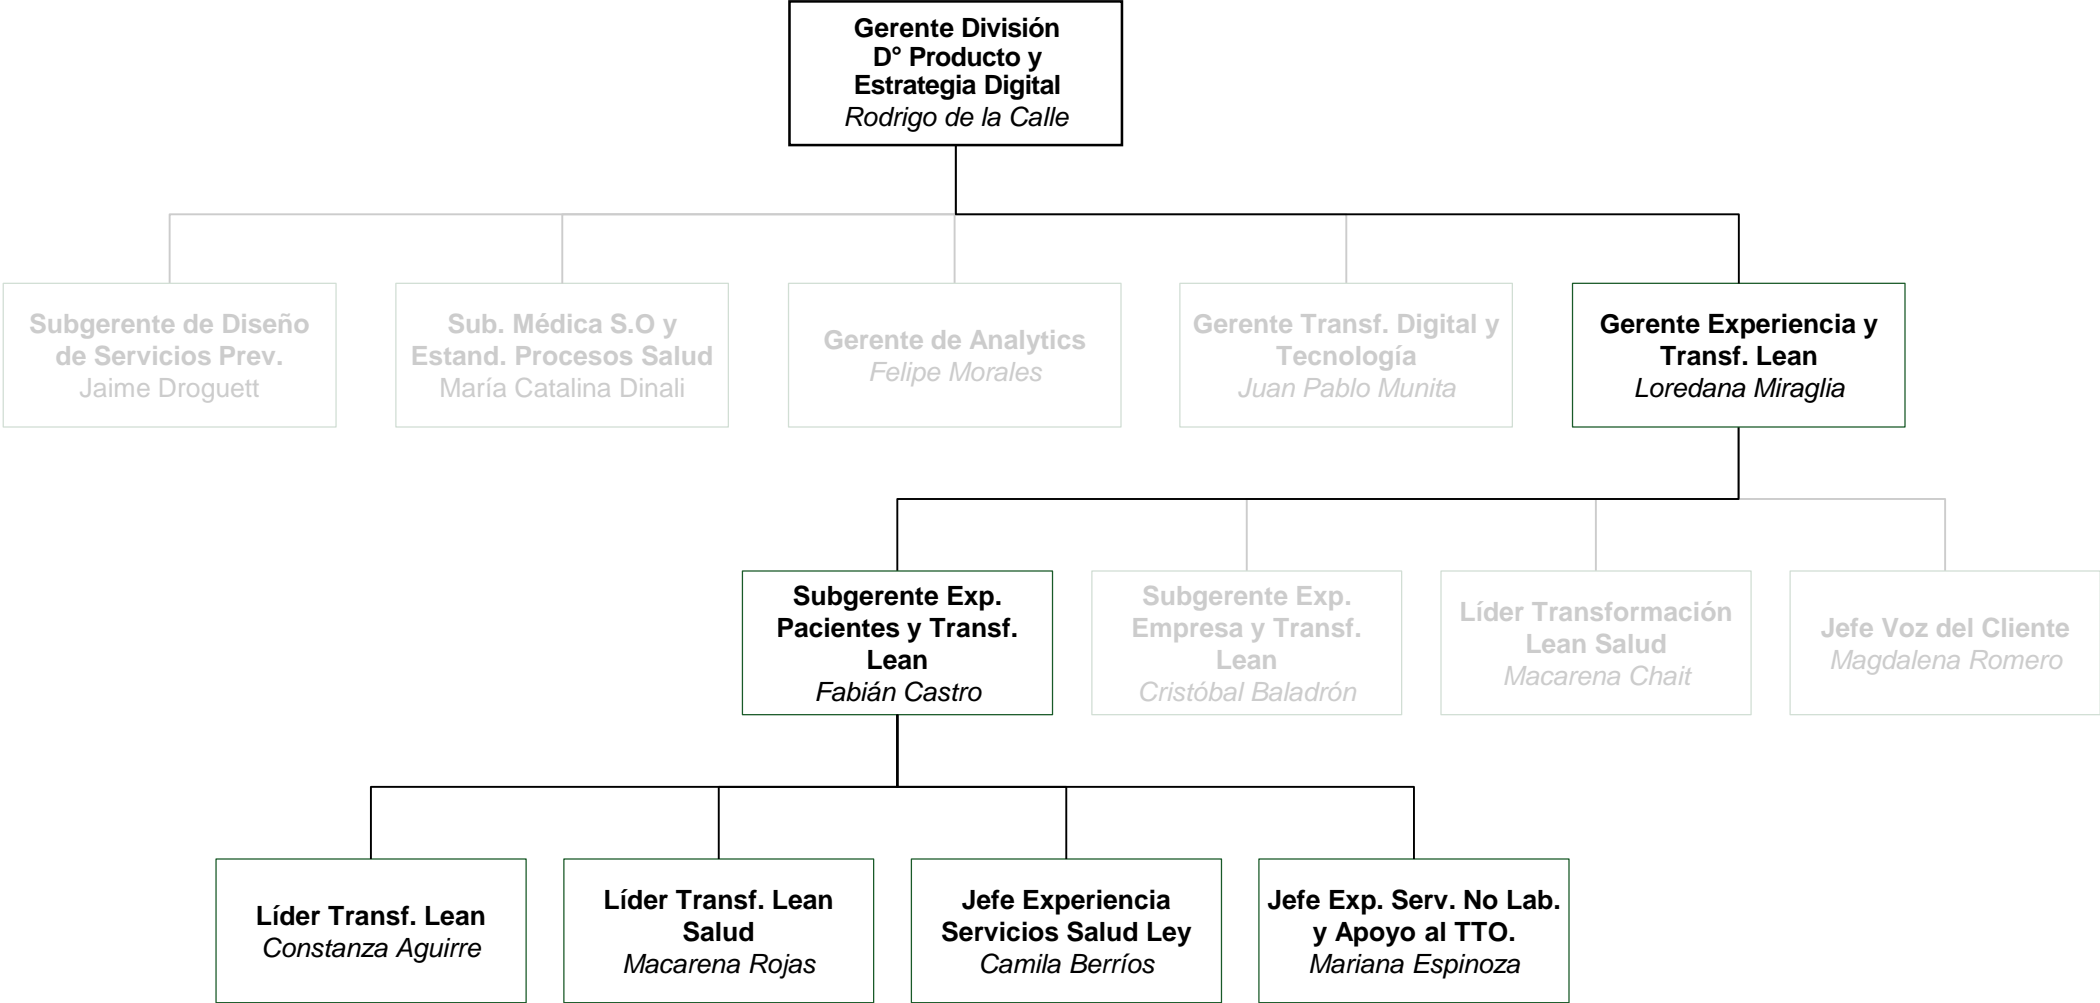 Gerente División
D° Producto y
Estrategia Digital
Rodrigo de la Calle
Subgerente de Diseño
de Servicios Prev.
Jaime Droguett
Sub. Médica S.O y
Estand. Procesos Salud
María Catalina Dinali
Gerente de Analytics
Felipe Morales
Gerente Transf. Digital y
Tecnología
Juan Pablo Munita
Gerente Experiencia y
Transf. Lean
Loredana Miraglia
Subgerente Exp.
Pacientes y Transf.
Lean
Fabián Castro
Subgerente Exp.
Empresa y Transf.
Lean
Cristóbal Baladrón
Líder Transformación
Lean Salud
Macarena Chait
Jefe Voz del Cliente
Magdalena Romero
Líder Transf. Lean
Constanza Aguirre
Líder Transf. Lean
Salud
Macarena Rojas
Jefe Experiencia
Servicios Salud Ley
Camila Berríos
Jefe Exp. Serv. No Lab.
y Apoyo al TTO.
Mariana Espinoza